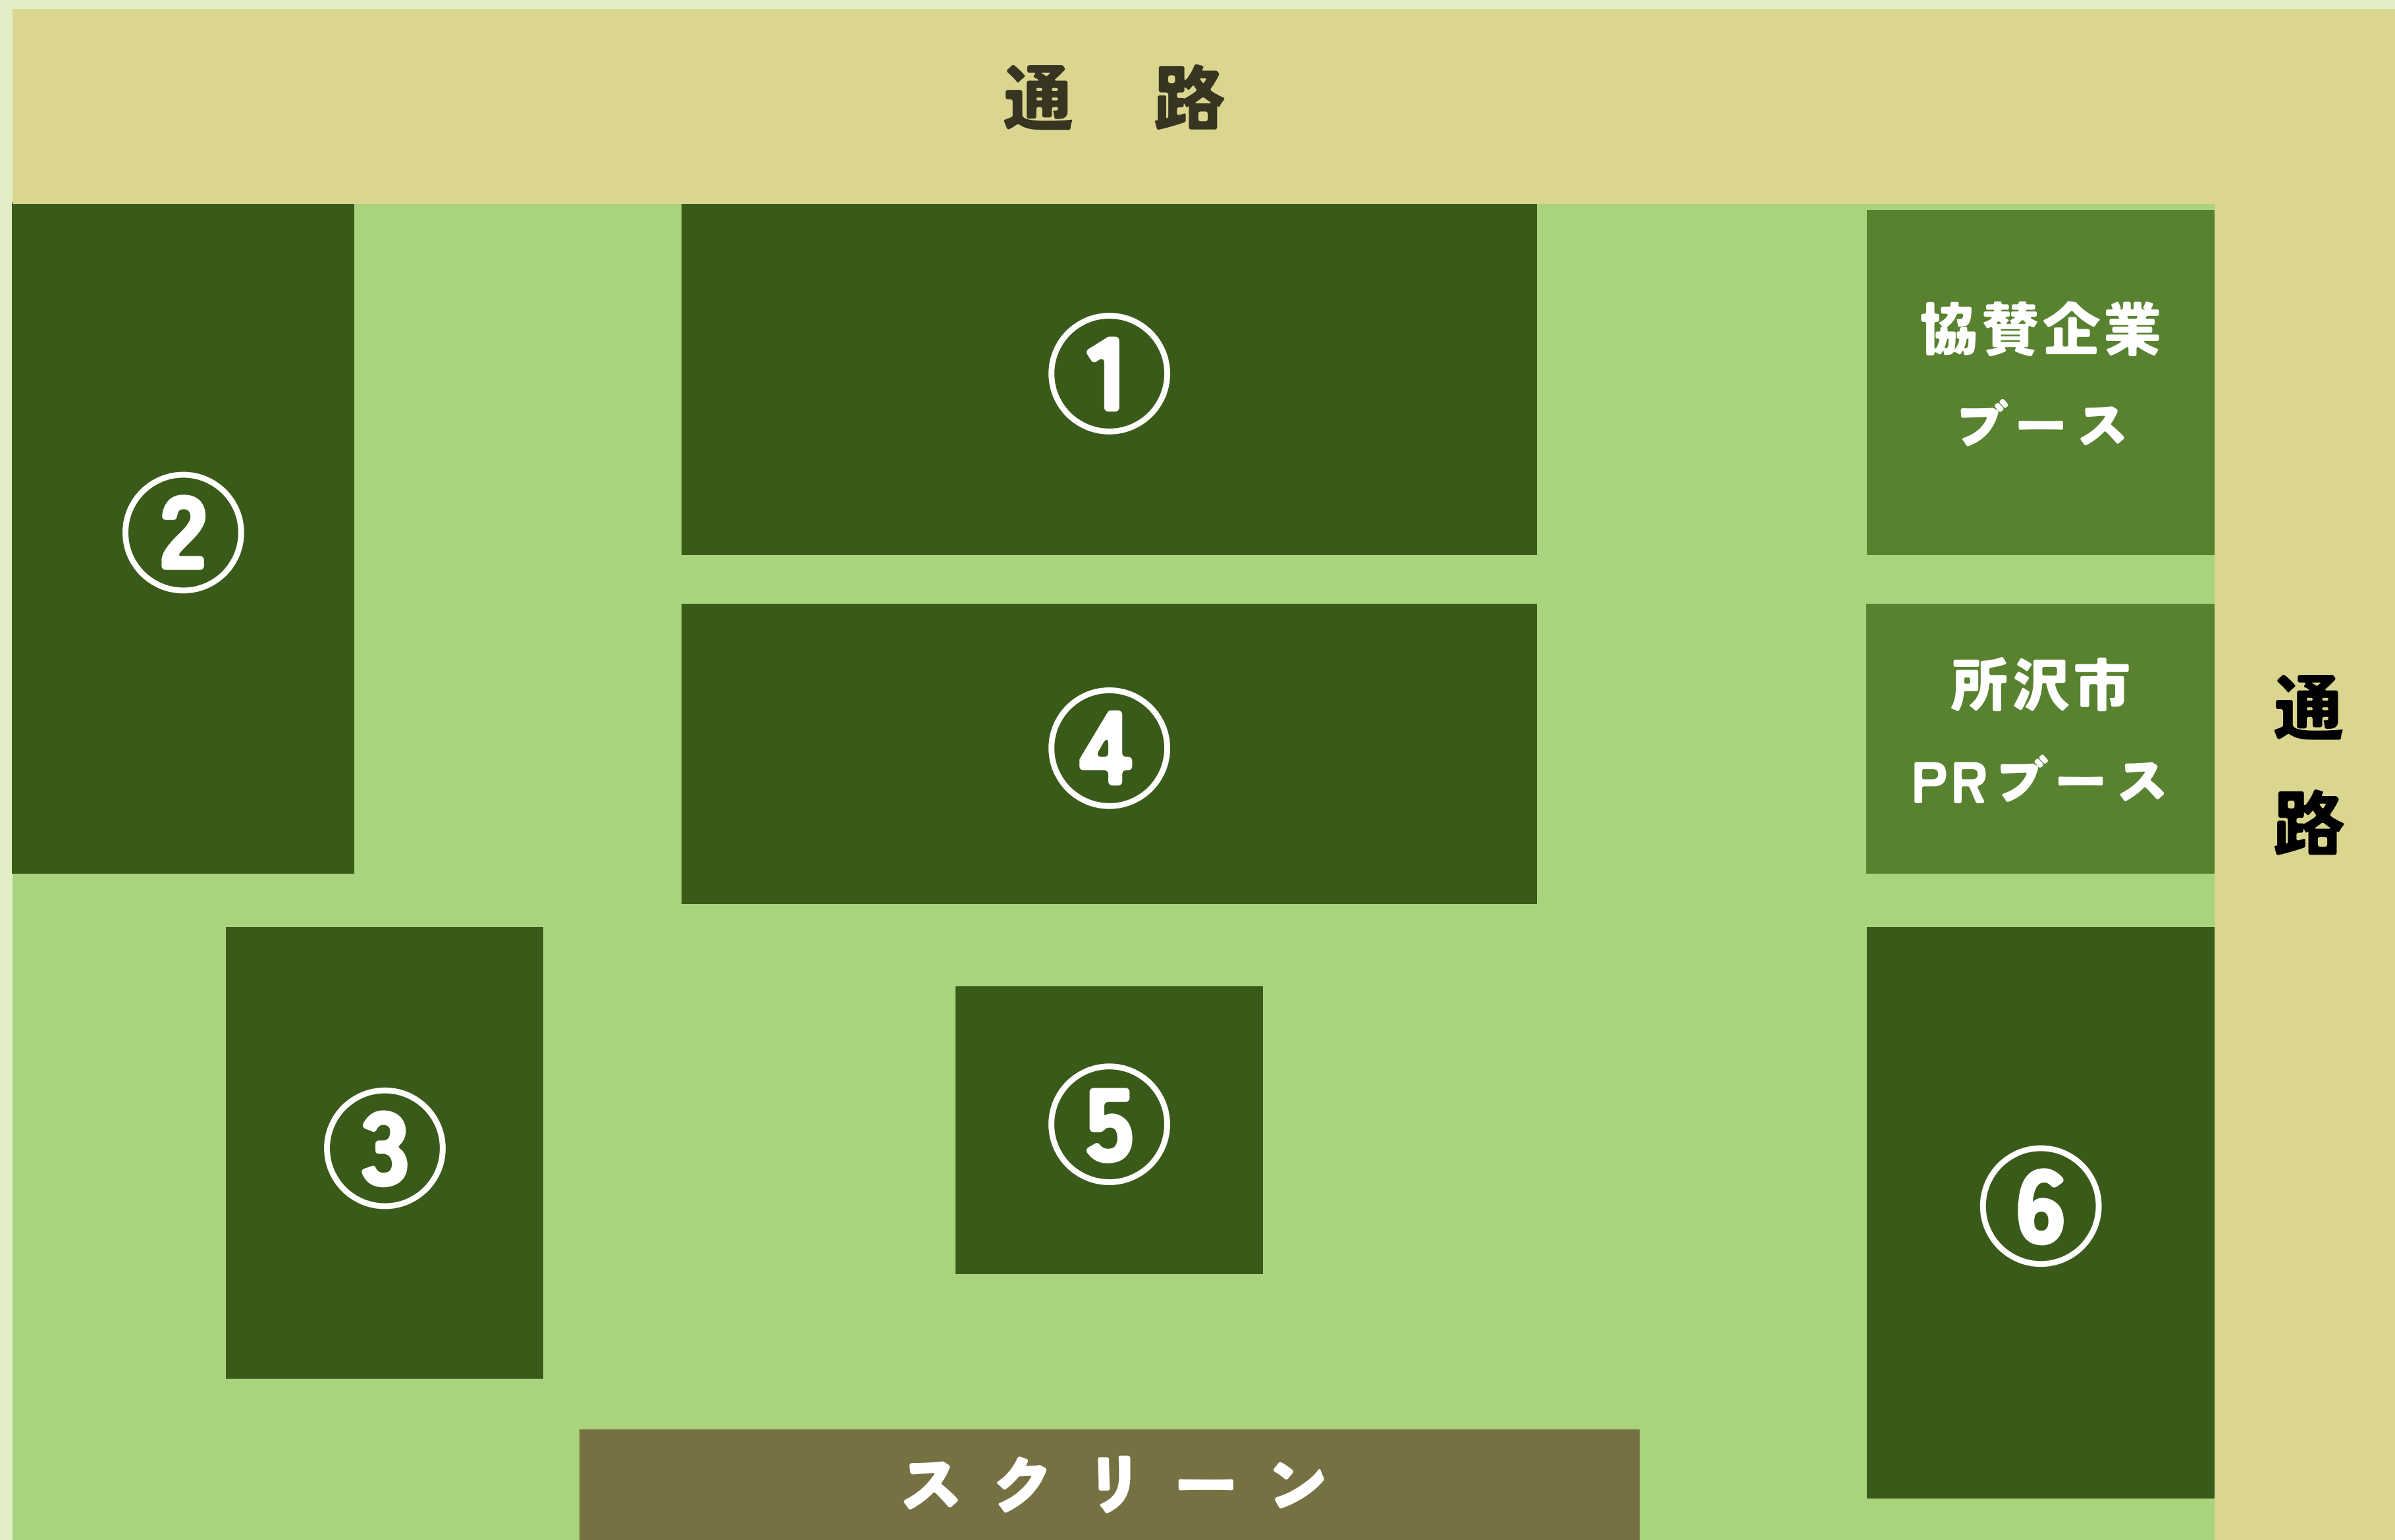 通 路
①
協賛企業
ブース
②
④
所沢市
PRブース
通
路
③
⑤
⑥
スクリーン